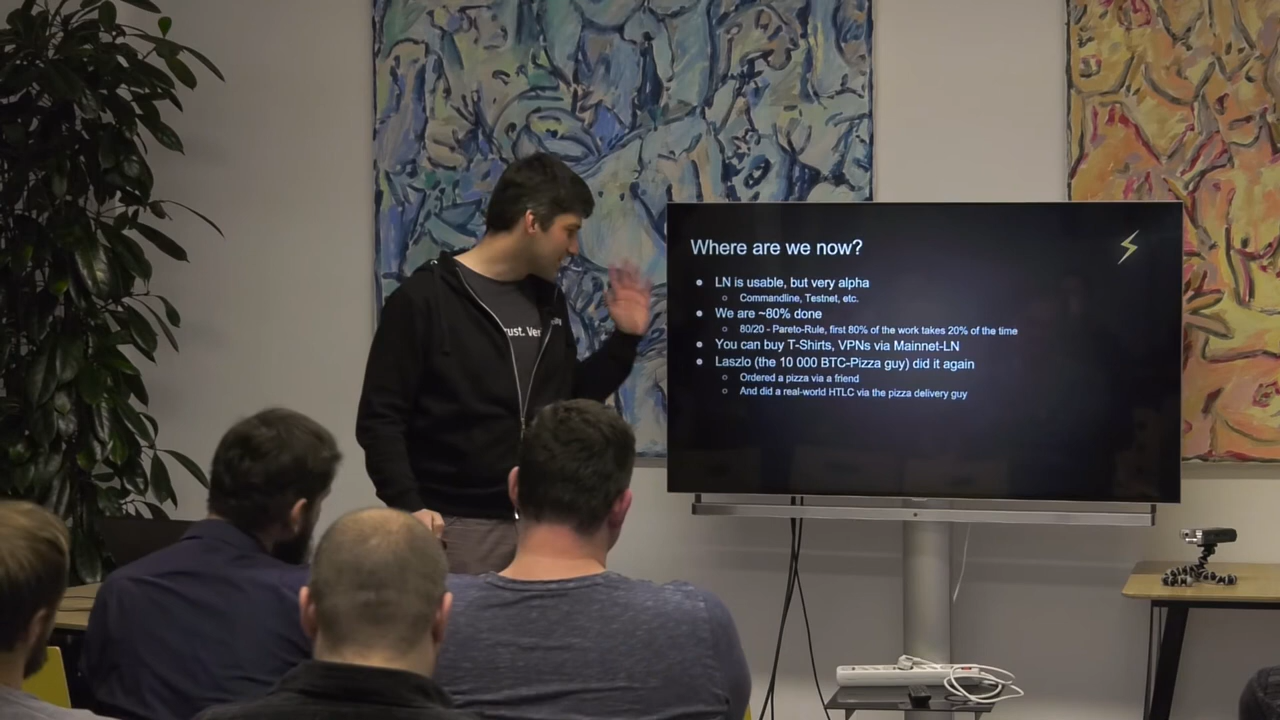 Where are we now?
LN is usable, but very alpha
Commandline, Testnet, etc.
We are ~80% done
80/20 - Pareto-Rule, first 80% of the work takes 20% of the time
You can buy T-Shirts, VPNs via Mainnet-LN
Laszlo (the 10 000 BTC-Pizza guy) did it again
Ordered a pizza via a friend
And did a real-world HTLC via the pizza delivery guy
rust. Ver